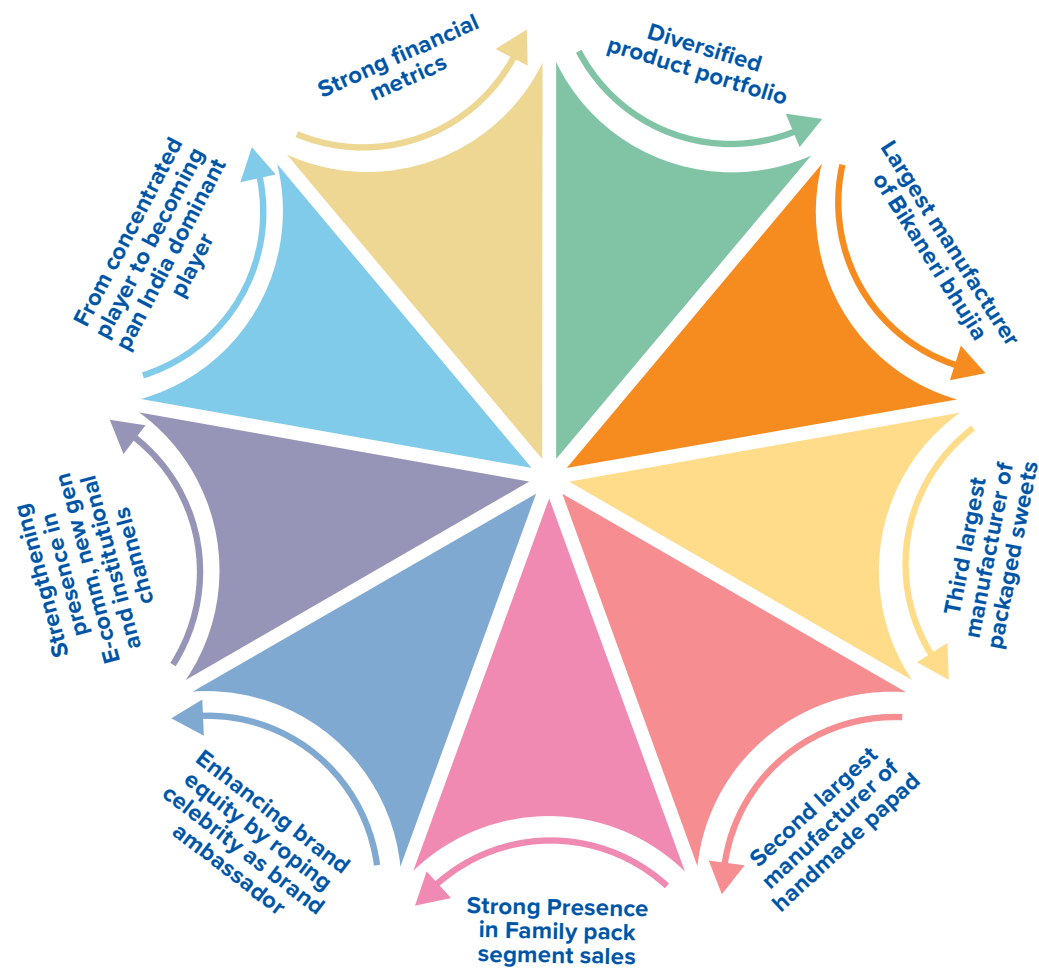 Diversified
product portfolio
Largest manufacturer
of Bikaneri bhujia
Third largest
manufacturer of
packaged sweets
Second largest
manufacturer of
handmade papad
Strong Presence
in Family pack
segment sales
Enhancing brand
equity by roping
celebrity as brand
ambassador
Strengthening
presence in
E-comm, new gen
and institutional
channels
From concentrated
player to becoming
pan India dominant
player
Strong financial
metrics